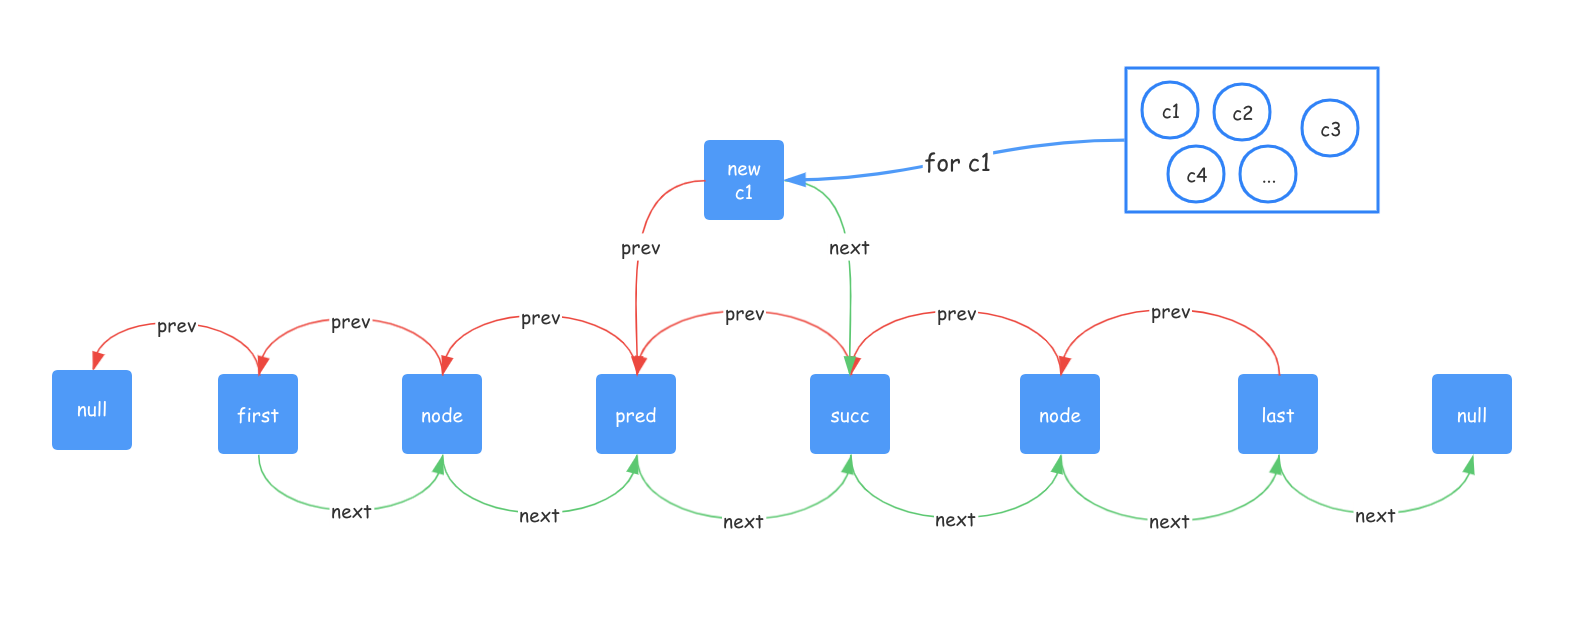 c1
c2
c3
c4
...
new
c1
for c1
prev
next
prev
prev
prev
prev
prev
prev
null
first
node
pred
succ
node
last
null
next
next
next
next
next
next